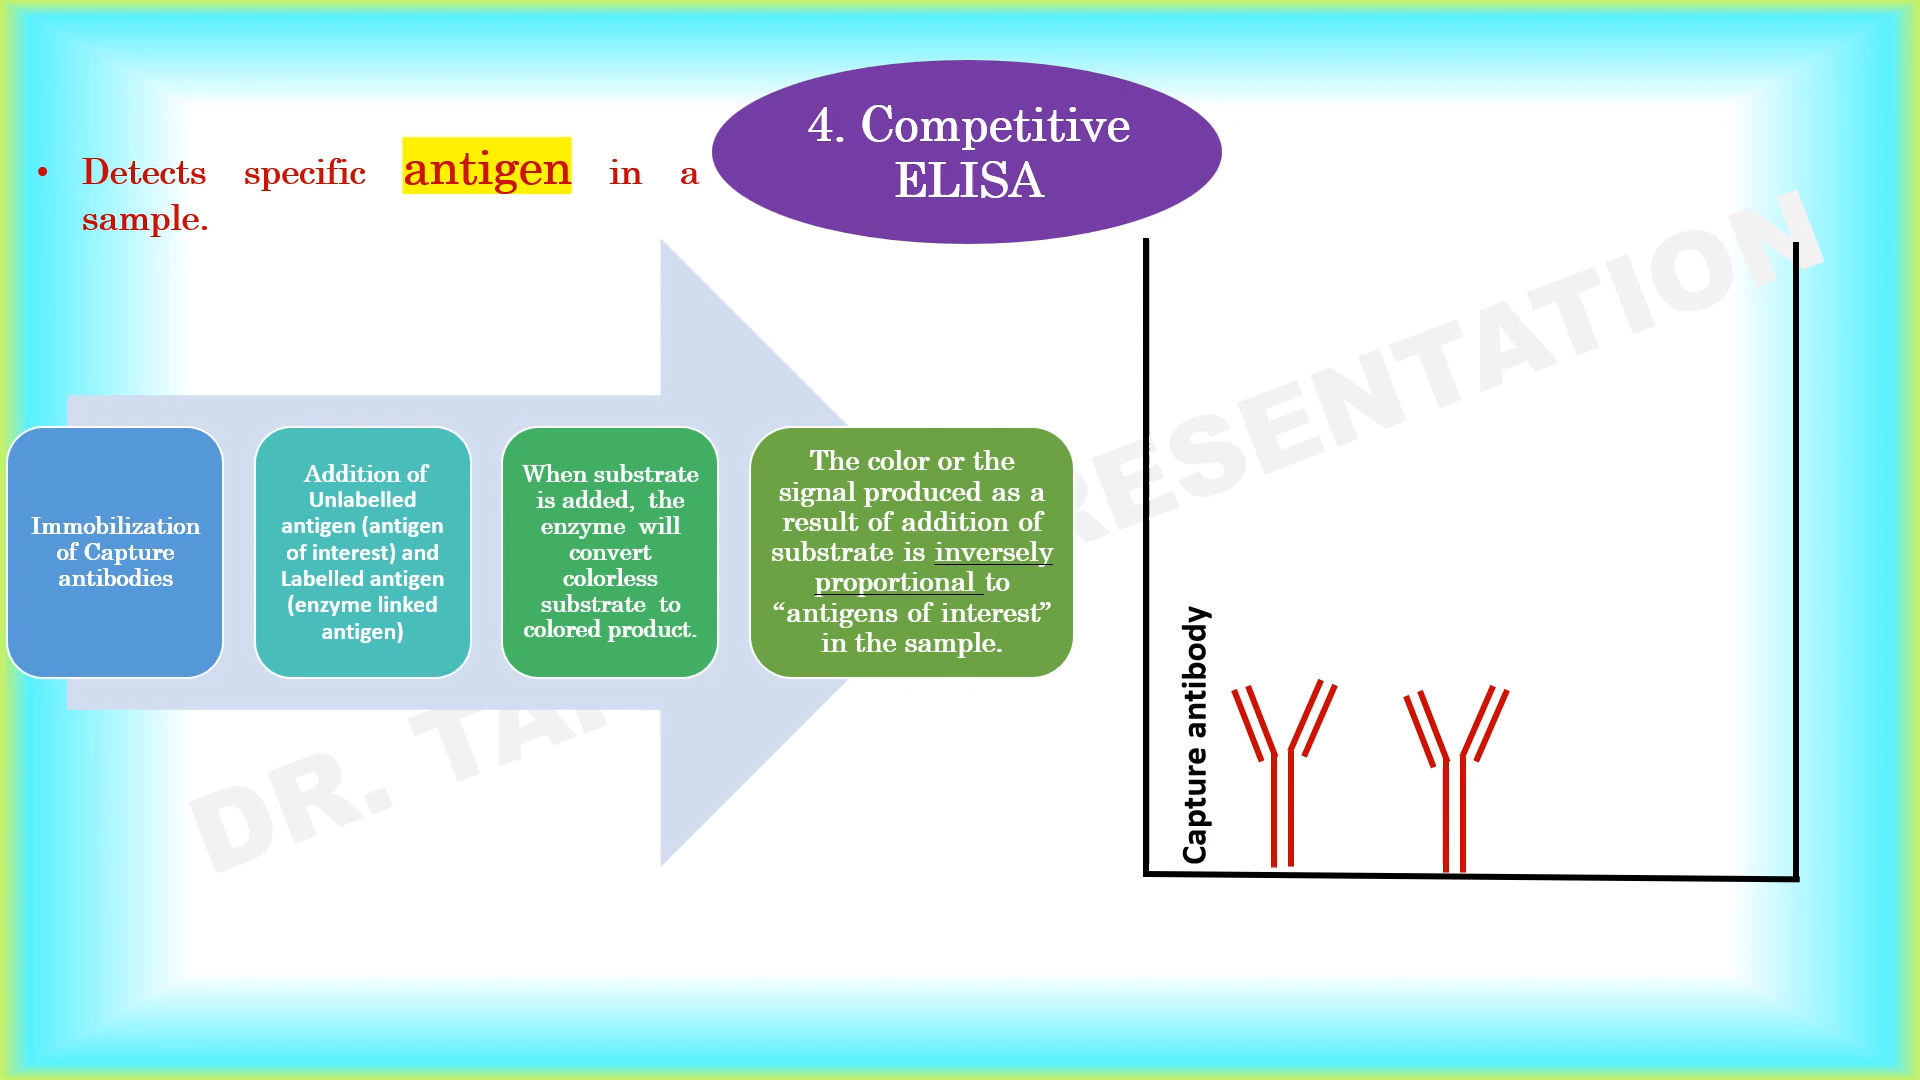 4. Competitive
ELISA
• Detects specific antigen in a
sample.
Immobilization
of Capture
antibodies
Addition of
Unlabelled
antigen (antigen
of interest) and
Labelled antigen
(enzyme linked
antigen)
When substrate
is added, the
enzyme will
convert
colorless
substrate to
colored product.
The color or the
signal produced as a
result of addition of
substrate is inversely
proportional to
“antigens of interest”
in the sample.
Capture antibody
DR.